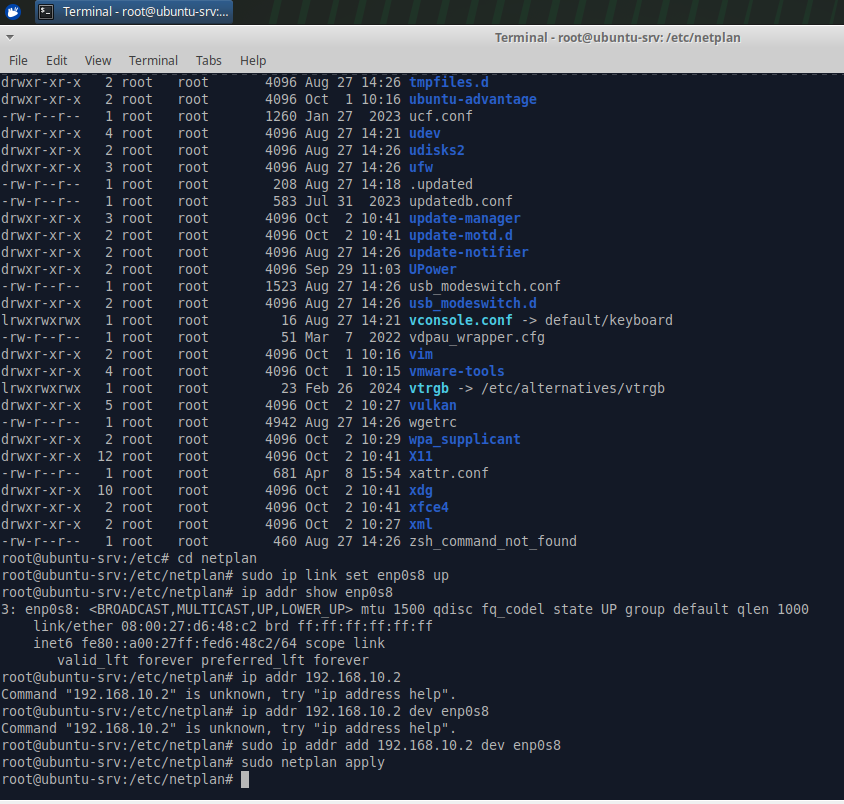 Terminal - root@ubuntu-srv:...
Terminal - root@ubuntu-srv: /etc/netplan
File Edit View Terminal Tabs Help
drwxr-xr-x 2 root root 4096 Aug 27 14:26 tmpfiles.d
drwxr-xr-x 2 root root 4096 Oct 1 10:16 ubuntu-advantage
-rw-r--r-- 1 root root 1260 Jan 27 2023 ucf.conf
drwxr-xr-x 4 root root 4096 Aug 27 14:21 udev
drwxr-xr-x 2 root root 4096 Aug 27 14:26 udisks2
drwxr-xr-x 3 root root 4096 Aug 27 14:26 ufw
-rw-r--r-- 1 root root 208 Aug 27 14:18 .updated
-rw-r--r-- 1 root root 583 Jul 31 2023 updatedb.conf
drwxr-xr-x 3 root root 4096 Oct 2 10:41 update-manager
drwxr-xr-x 2 root root 4096 Oct 2 10:41 update-motd.d
drwxr-xr-x 2 root root 4096 Aug 27 14:26 update-notifier
drwxr-xr-x 2 root root 4096 Sep 29 11:03 UPower
-rw-r--r-- 1 root root 1523 Aug 27 14:26 usb_modeswitch.conf
drwxr-xr-x 2 root root 4096 Aug 27 14:26 usb_modeswitch.d
lrwxrwxrwx 1 root root 16 Aug 27 14:21 vconsole.conf -> default/keyboard
-rw-r--r-- 1 root root 51 Mar 7 2022 vdpau_wrapper.cfg
drwxr-xr-x 2 root root 4096 Oct 1 10:16 vim
drwxr-xr-x 4 root root 4096 Oct 1 10:15 vmware-tools
lrwxrwxrwx 1 root root 23 Feb 26 2024 vtrgb -> /etc/alternatives/vtrgb
drwxr-xr-x 5 root root 4096 Oct 2 10:27 vulkan
-rw-r--r-- 1 root root 4942 Aug 27 14:26 wgetrc
drwxr-xr-x 2 root root 4096 Oct 2 10:29 wpa_supplicant
drwxr-xr-x 12 root root 4096 Oct 2 10:41 X11
-rw-r--r-- 1 root root 681 Apr 8 15:54 xattr.conf
drwxr-xr-x 10 root root 4096 Oct 2 10:41 xdg
drwxr-xr-x 2 root root 4096 Oct 2 10:41 xfce4
drwxr-xr-x 2 root root 4096 Oct 2 10:27 xml
-rw-r--r-- 1 root root 460 Aug 27 14:26 zsh_command_not_found
root@ubuntu-srv:/etc# cd netplan
root@ubuntu-srv:/etc/netplan# sudo ip link set enp0s8 up
root@ubuntu-srv:/etc/netplan# ip addr show enp0s8
3: enp0s8: <BROADCAST,MULTICAST,UP,LOWER_UP> mtu 1500 qdisc fq_codel state UP group default qlen 1000
link/ether 08:00:27:d6:48:c2 brd ff:ff:ff:ff:ff:ff
inet6 fe80::a00:27ff:fed6:48c2/64 scope link
valid_lft forever preferred_lft forever
root@ubuntu-srv:/etc/netplan# ip addr 192.168.10.2
Command "192.168.10.2" is unknown, try "ip address help".
root@ubuntu-srv:/etc/netplan# ip addr 192.168.10.2 dev enp0s8
Command "192.168.10.2" is unknown, try "ip address help".
root@ubuntu-srv:/etc/netplan# sudo ip addr add 192.168.10.2 dev enp0s8
root@ubuntu-srv:/etc/netplan# sudo netplan apply
root@ubuntu-srv:/etc/netplan#